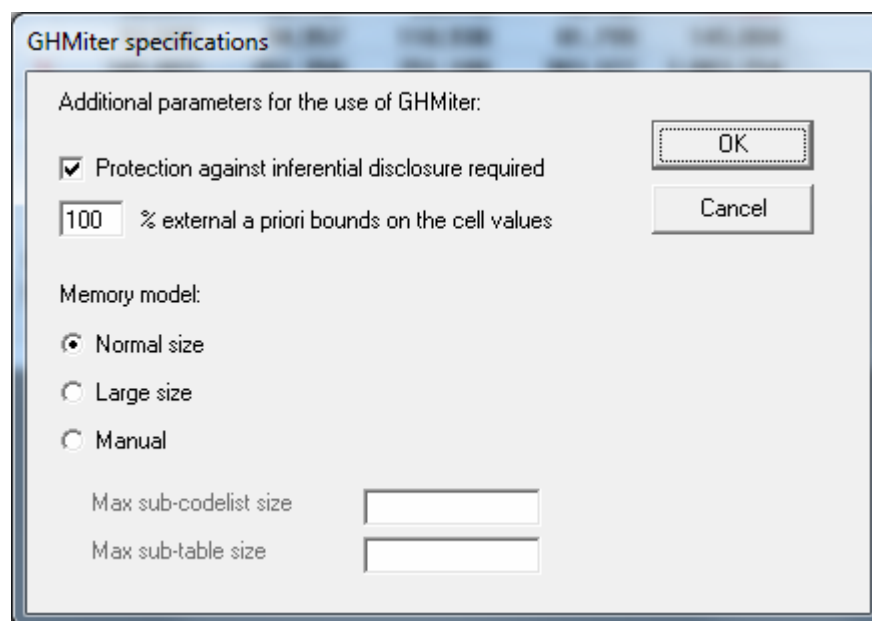 GHMiter specifications
Additional parameters for the use of GHMiter:
OK
Protection against inferential disclosure required
Cancel
100 % external a priori bounds on the cell values
Memory model:
Normal size
Large size
Manual
Max sub-codelist size
Max sub-table size